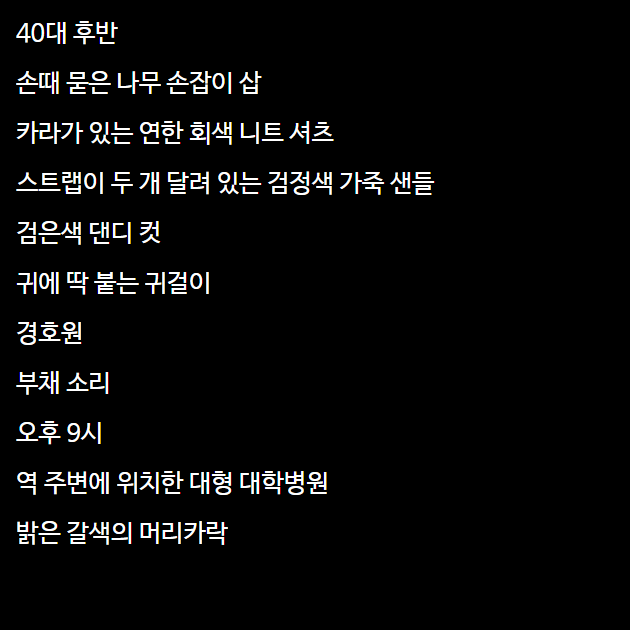 40대 후반
손때 묻은 나무 손잡이 삽
카라가 있는 연한 회색 니트 셔츠
스트랩이 두 개 달려 있는 검정색 가죽 샌들
검은색 댄디 컷
귀에 딱 붙는 귀걸이
경호원
부채 소리
오후 9시
역 주변에 위치한 대형 대학병원
밝은 갈색의 머리카락